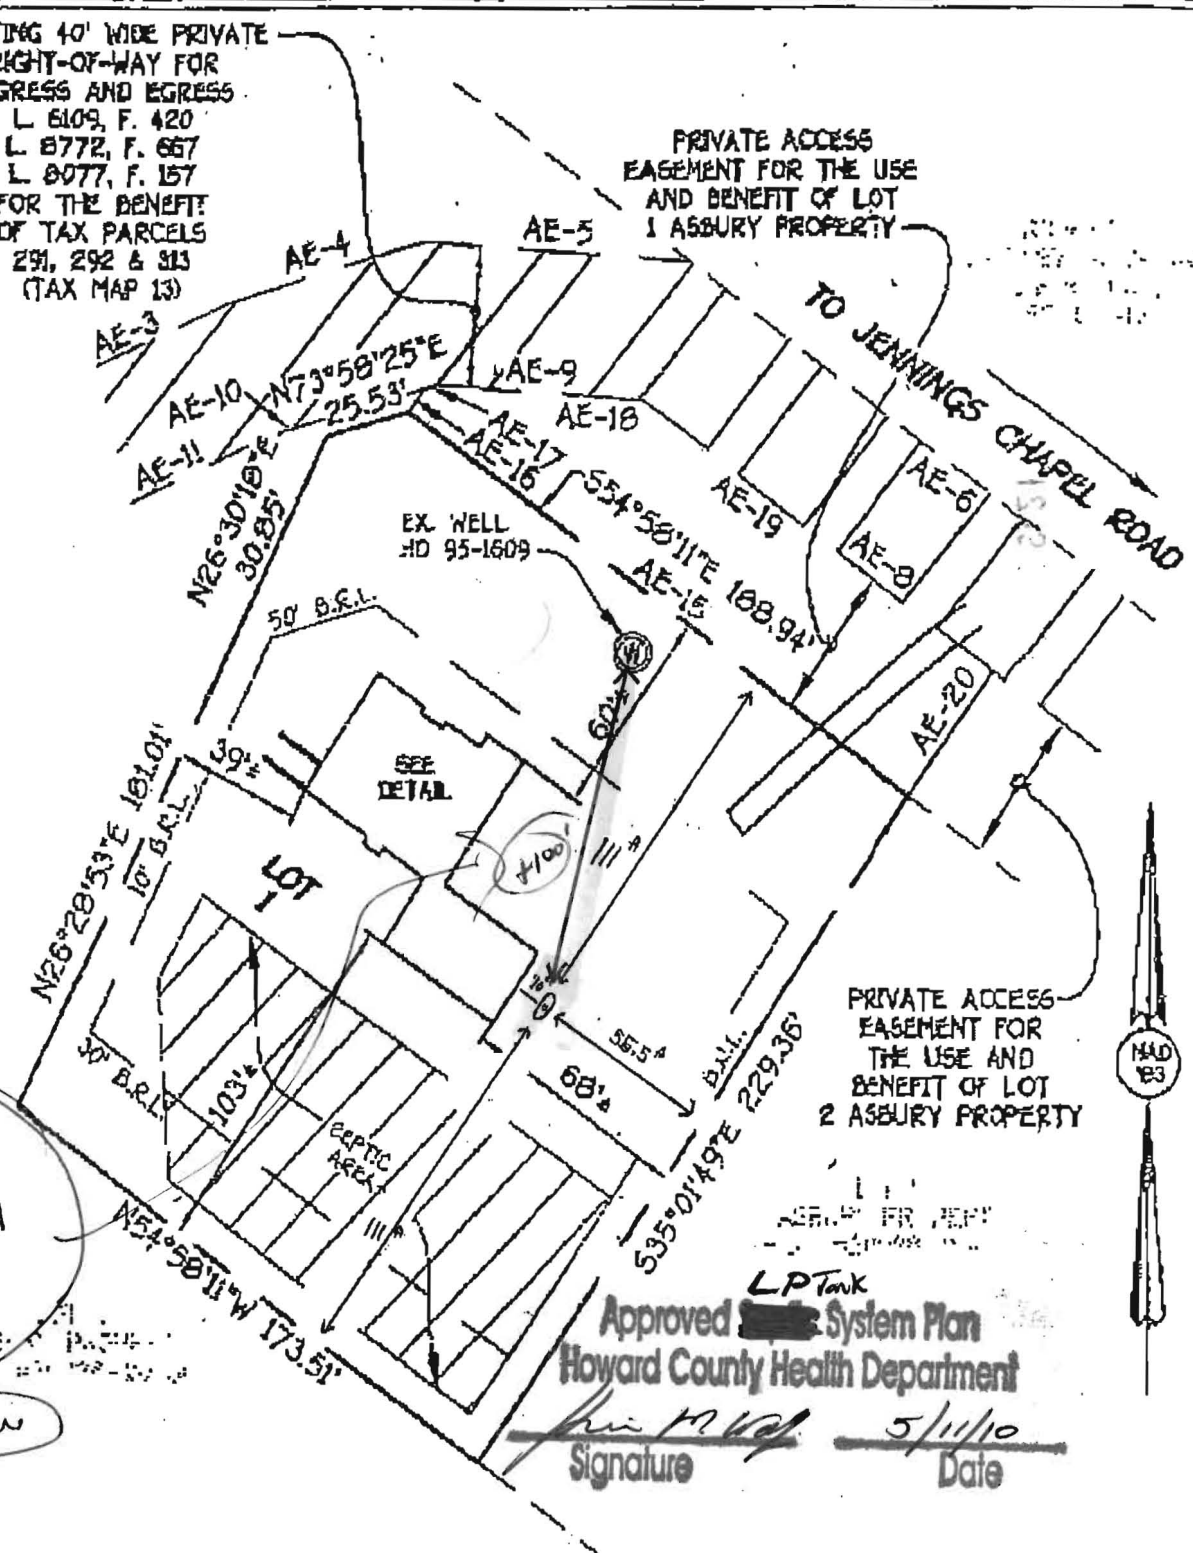 TING 40' WIDE PRIVATE
RIGHT-OF-WAY FOR
GRESS AND EGRESS
L. 6109, F. 420
L. 8772, F. 667
L. 8077, F. 157
FOR THE BENEFIT
OF TAX PARCELS
291, 292 & 313
(TAX MAP 13)
PRIVATE ACCESS
EASEMENT FOR THE USE
AND BENEFIT OF LOT
1 ASBURY PROPERTY
AE-3
AE-4
AE-5
TO JENNINGS CHAPEL ROAD
AE-10
AE-11
N73°58'25"E
25.53'
AE-9
AE-18
AE-17
AE-16
AE-19
AE-6
AE-8
AE-20
N26°30'18"E
30.85'
S54°58'11"E 188.94'
AE-15
EX. WELL
HO 95-1609
50' B.R.L.
W
60'±
39'±
SEE
DETAIL
N26°28'53"E 181.01'
10' B.R.L.
LOT
1
+100'
111'
10'
55.5'
68'±
B.R.L.
S35°01'49"E 229.36'
30' B.R.L.
103'±
SEPTIC
AREA
111'
N54°58'11"W 173.51'
PRIVATE ACCESS
EASEMENT FOR
THE USE AND
BENEFIT OF LOT
2 ASBURY PROPERTY
NAD
'83
LP Tank
Approved System Plan
Howard County Health Department
5/11/10
Signature
Date